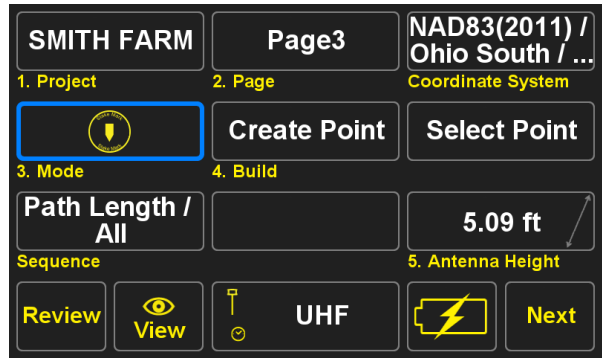 SMITH FARM
Page3
NAD83(2011) /
Ohio South / ...
1. Project
2. Page
Coordinate System
Create Point
Select Point
3. Mode
4. Build
Path Length /
All
5.09 ft
Sequence
5. Antenna Height
Review
View
UHF
Next